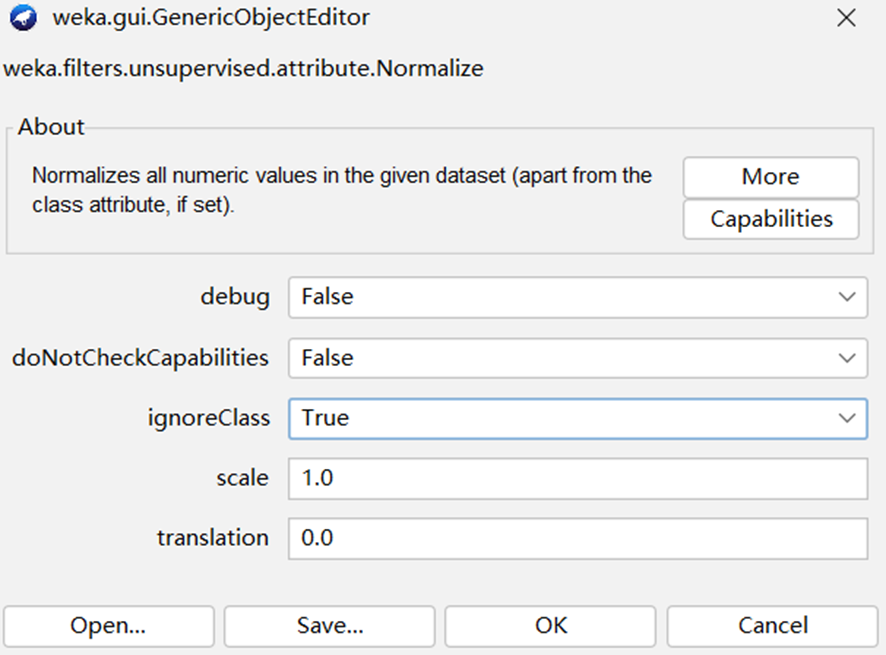 weka.gui.GenericObjectEditor
weka.filters.unsupervised.attribute.Normalize
About
Normalizes all numeric values in the given dataset (apart from the
class attribute, if set).
More
Capabilities
debug False
doNotCheckCapabilities False
ignoreClass True
scale 1.0
translation 0.0
Open... Save... OK Cancel